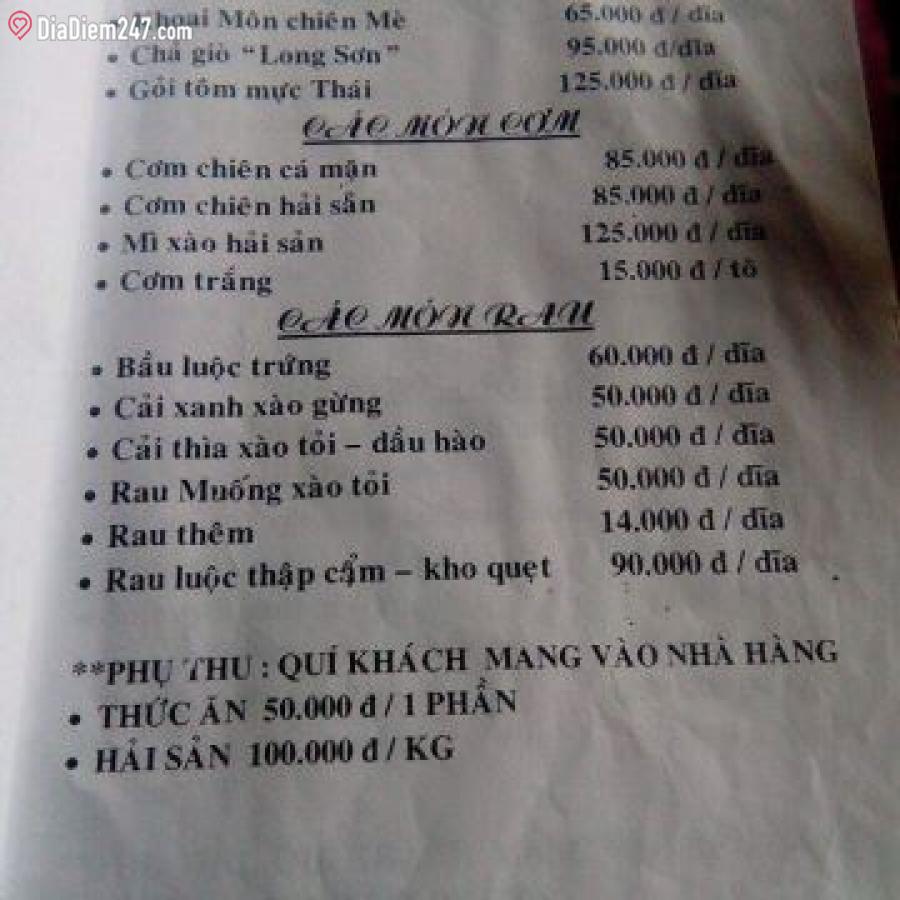 DiaDiem247.com
Khoai Môn chiên Mè 65.000 đ / dĩa
• Chả giò “Long Sơn” 95.000 đ/dĩa
• Gỏi tôm mực Thái 125.000 đ / dĩa
CÁC MÓN CƠM
• Cơm chiên cá mặn 85.000 đ / dĩa
• Cơm chiên hải sản 85.000 đ / dĩa
• Mì xào hải sản 125.000 đ / dĩa
• Cơm trắng 15.000 đ / tô
CÁC MÓN RAU
• Bầu luộc trứng 60.000 đ / dĩa
• Cải xanh xào gừng 50.000 đ / dĩa
• Cải thìa xào tỏi – dầu hào 50.000 đ / dĩa
• Rau Muống xào tỏi 50.000 đ / dĩa
• Rau thêm 14.000 đ / dĩa
• Rau luộc thập cẩm – kho quẹt 90.000 đ / dĩa
**PHỤ THU : QUÍ KHÁCH MANG VÀO NHÀ HÀNG
• THỨC ĂN 50.000 đ / 1 PHẦN
• HẢI SẢN 100.000 đ / KG